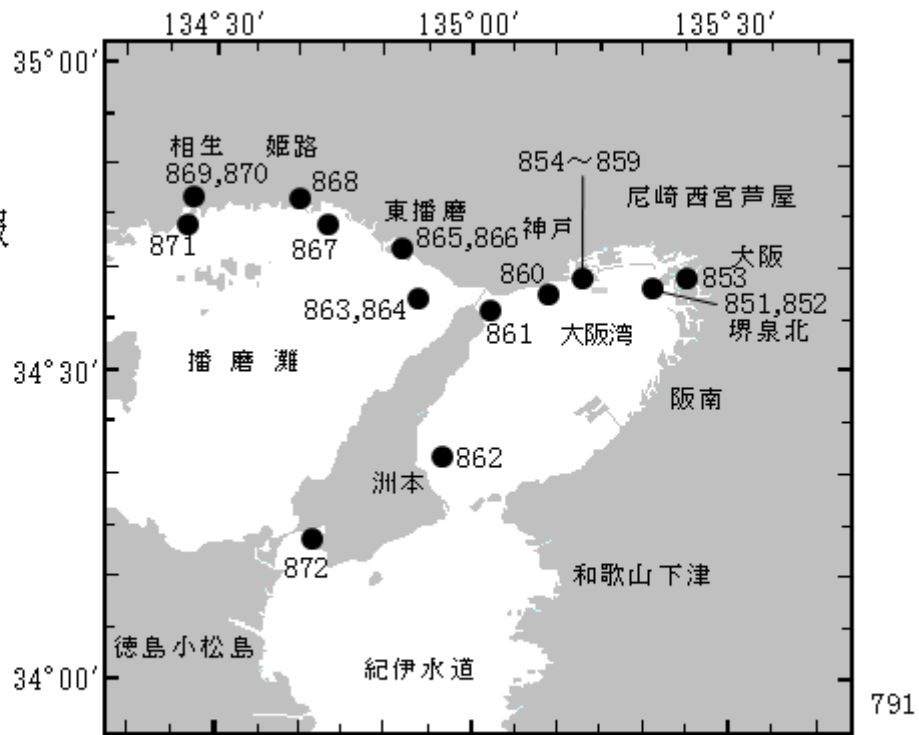 134°30′ 135°00′ 135°30′
35°00′
相生 姫路
869,870 868
854～859
尼崎西宮芦屋
東播磨
865,866
神戸
871 867
860
大阪
853
863,864
861
851,852
大阪湾
堺泉北
播磨灘
34°30′
阪南
862
洲本
872
和歌山下津
徳島小松島
紀伊水道
34°00′
791